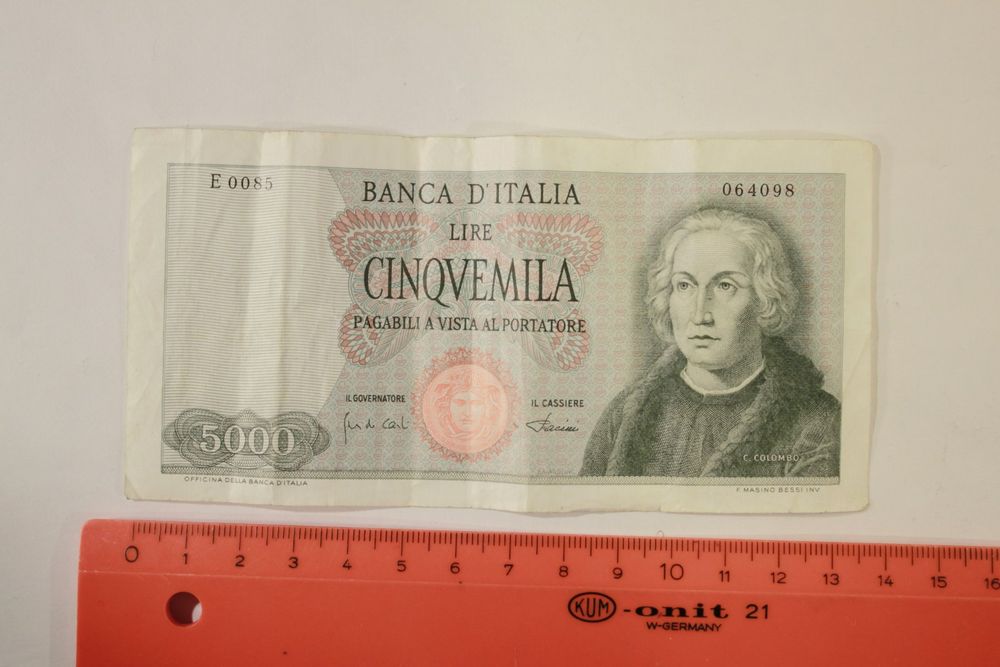 E 0085
064098
BANCA D'ITALIA
LIRE
CINQVEMILA
PAGABILI A VISTA AL PORTATORE
IL GOVERNATORE
IL CASSIERE
5000
C. COLOMBO
OFFICINA DELLA BANCA D'ITALIA
F. MASINO BESSI INV.
0 1 2 3 4 5 6 7 8 9 10 11 12 13 14 15 16
KUM -onit 21
W-GERMANY